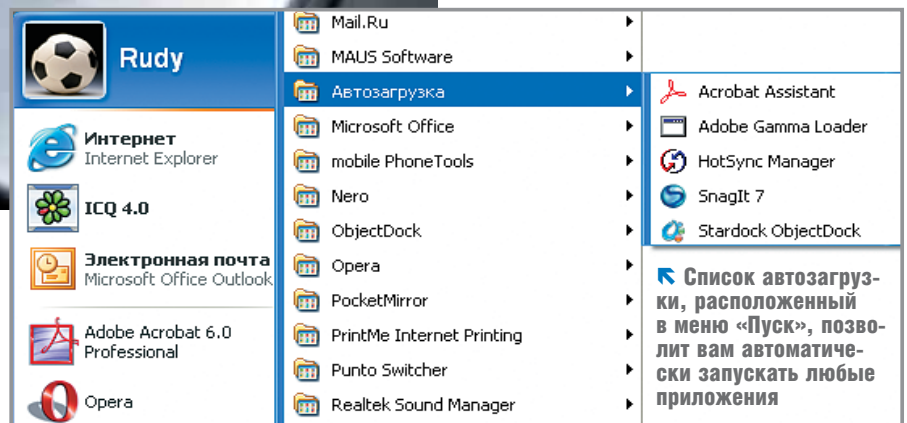 Rudy
Интернет
Internet Explorer
ICQ 4.0
Электронная почта
Microsoft Office Outlook
Adobe Acrobat 6.0
Professional
Opera
Mail.Ru
MAUS Software
Автозагрузка
Microsoft Office
mobile PhoneTools
Nero
ObjectDock
Opera
PocketMirror
PrintMe Internet Printing
Punto Switcher
Realtek Sound Manager
Acrobat Assistant
Adobe Gamma Loader
HotSync Manager
SnagIt 7
Stardock ObjectDock
Список автозагруз-
ки, расположенный
в меню «Пуск», позво-
лит вам автоматиче-
ски запускать любые
приложения